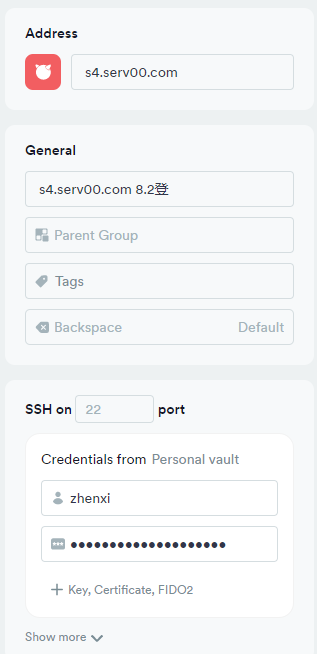 Address
s4.serv00.com
General
s4.serv00.com 8.2登
Parent Group
Tags
Backspace Default
SSH on 22 port
Credentials from Personal vault
zhenxi
••••••••••••••••••••
+ Key, Certificate, FIDO2
Show more